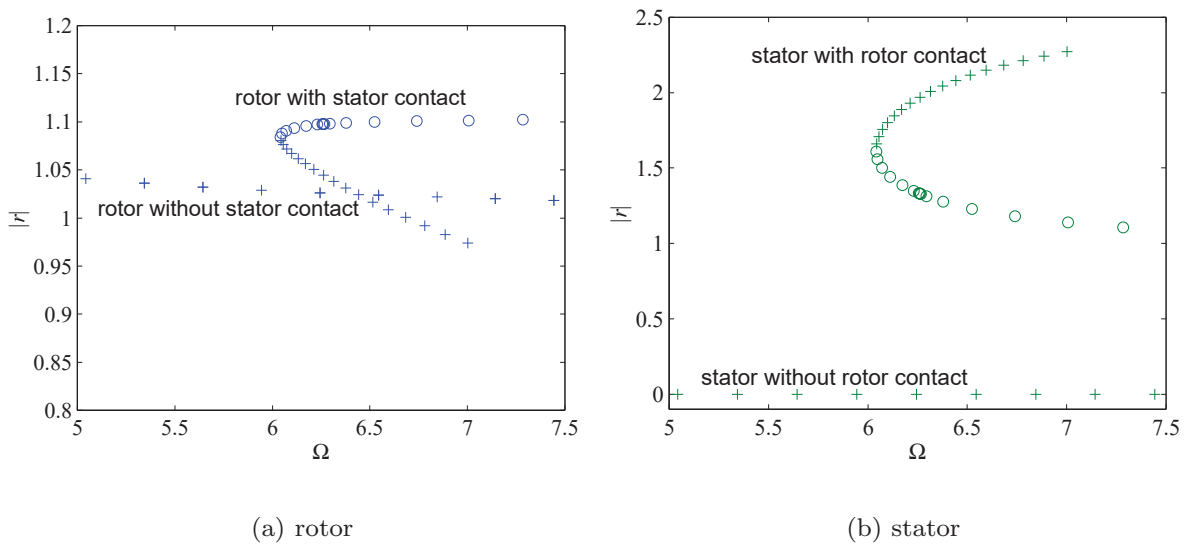 1.2
1.15
1.1
1.05
1
0.95
0.9
0.85
0.8
|r|
rotor with stator contact
rotor without stator contact
5
5.5
6
6.5
7
7.5
Ω
(a) rotor
2.5
2
1.5
1
0.5
0
|r|
stator with rotor contact
stator without rotor contact
5
5.5
6
6.5
7
7.5
Ω
(b) stator